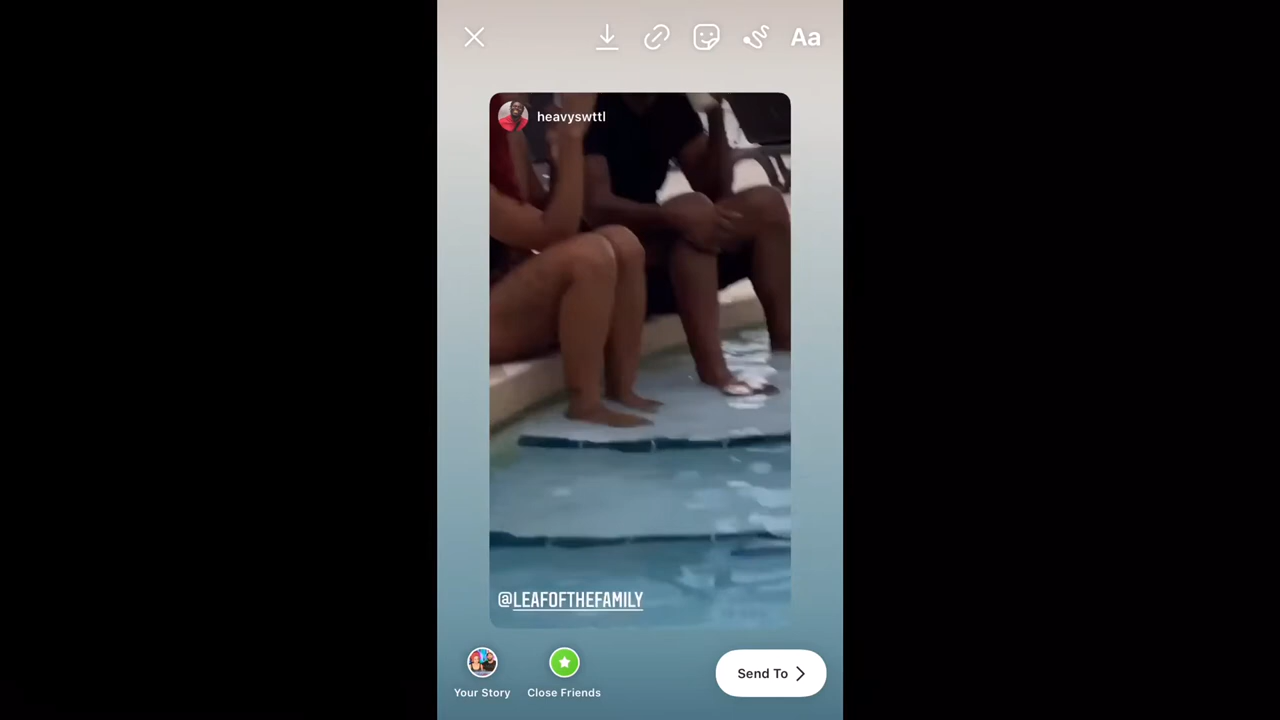 Aa
heavyswttl
@LEAFOFTHEFAMILY
Your Story
Close Friends
Send To